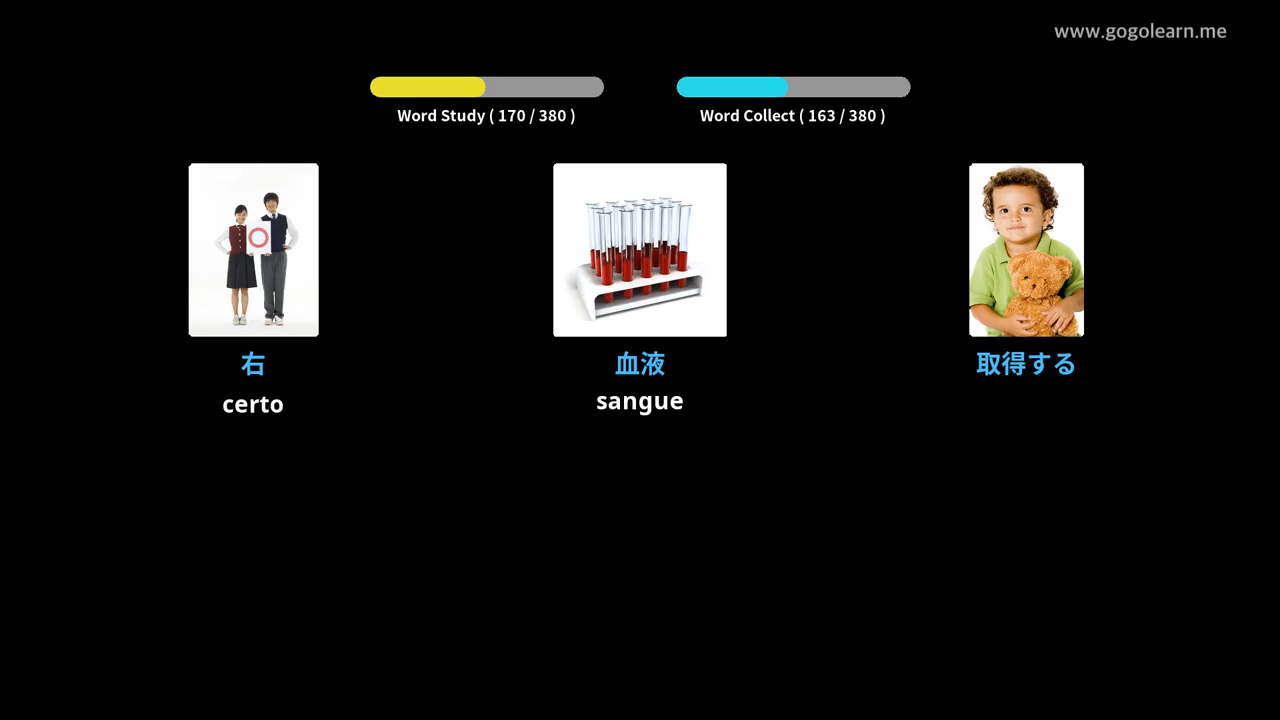 www.gogolearn.me
Word Study ( 170 / 380 )
Word Collect ( 163 / 380 )
右
血液
取得する
certo
sangue